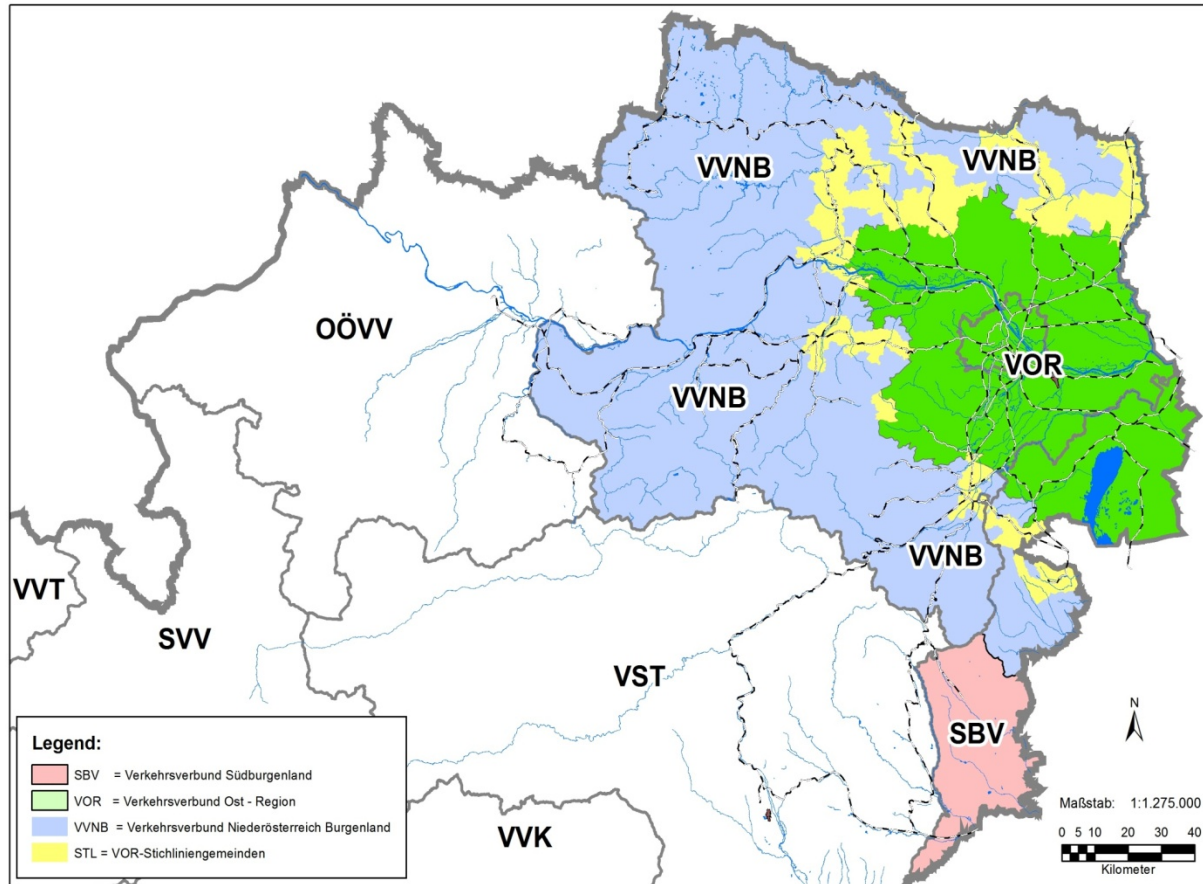 VVNB
VVNB
OÖVV
VOR
VVNB
VVNB
VVT
SVV
VST
SBV
VVK
N
Maßstab: 1:1.275.000
0 5 10 20 30 40
Kilometer
Legend:
SBV = Verkehrsverbund Südburgenland
VOR = Verkehrsverbund Ost - Region
VVNB = Verkehrsverbund Niederösterreich Burgenland
STL = VOR-Stichliniengemeinden